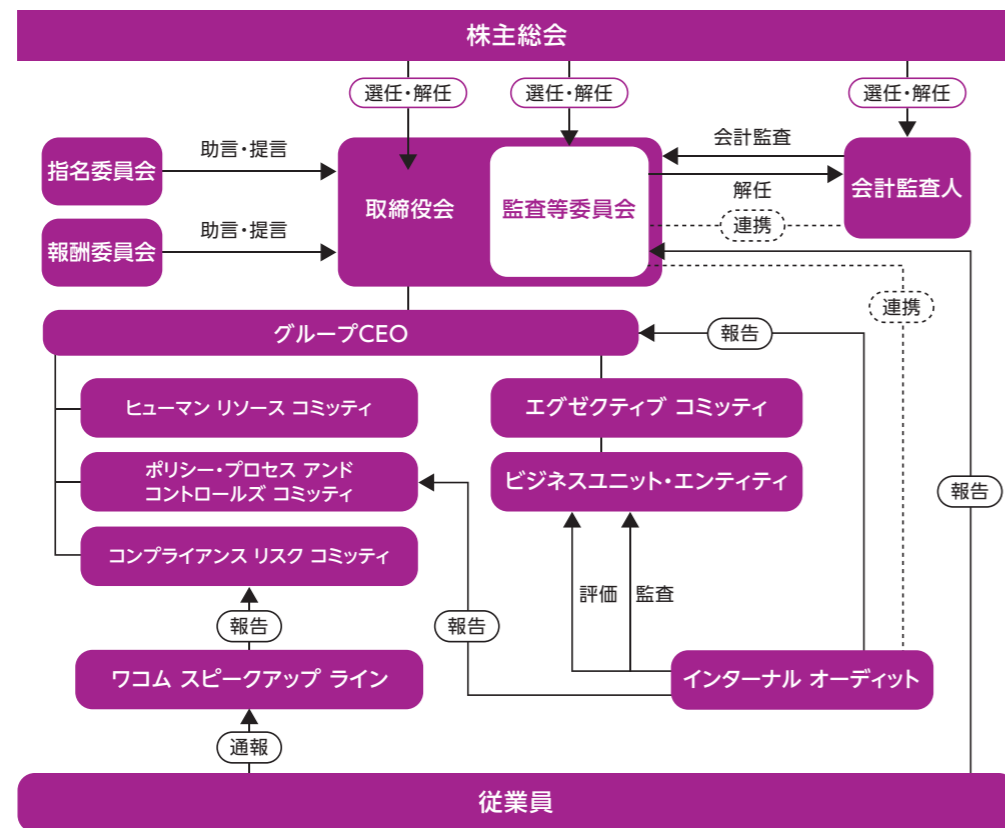 株主総会
選任・解任
選任・解任
選任・解任
指名委員会
助言・提言
取締役会
監査等委員会
会計監査
解任
連携
会計監査人
報酬委員会
助言・提言
連携
グループCEO
報告
ヒューマン リソース コミッティ
エグゼクティブ コミッティ
ポリシー・プロセス アンド
コントロールズ コミッティ
ビジネスユニット・エンティティ
報告
コンプライアンス リスク コミッティ
評価
監査
報告
報告
ワコム スピークアップ ライン
インターナル オーディット
通報
従業員